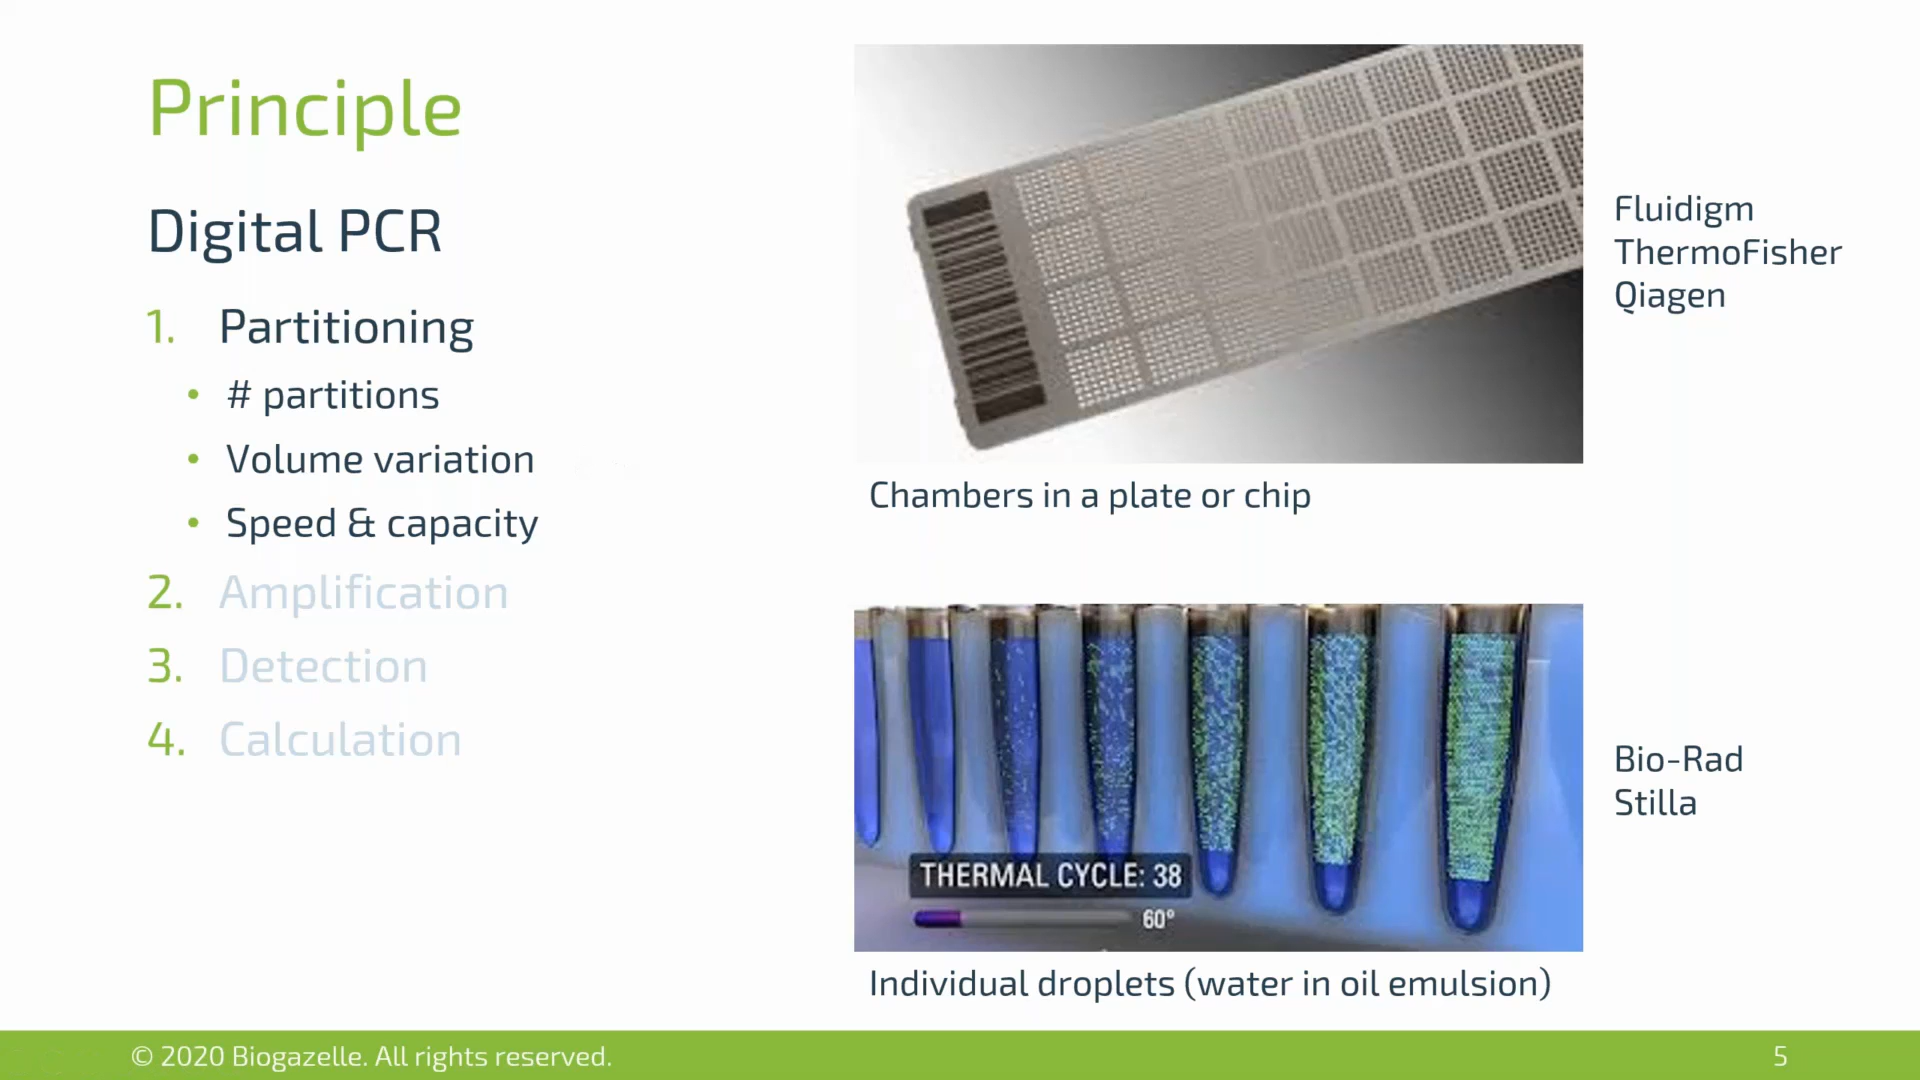 Principle
Digital PCR
1. Partitioning
• # partitions
• Volume variation
• Speed & capacity
2. Amplification
3. Detection
4. Calculation
Fluidigm
ThermoFisher
Qiagen
Chambers in a plate or chip
THERMAL CYCLE: 38
60°
Bio-Rad
Stilla
Individual droplets (water in oil emulsion)
© 2020 Biogazelle. All rights reserved.
5